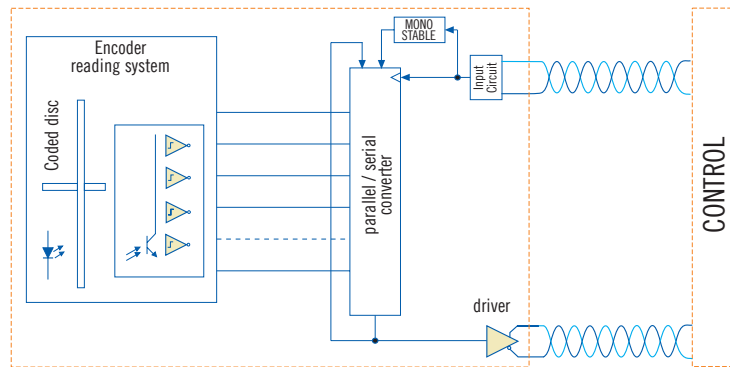 Encoder
reading system
Coded disc
MONO
STABLE
Input
Circuit
parallel / serial
converter
driver
CONTROL